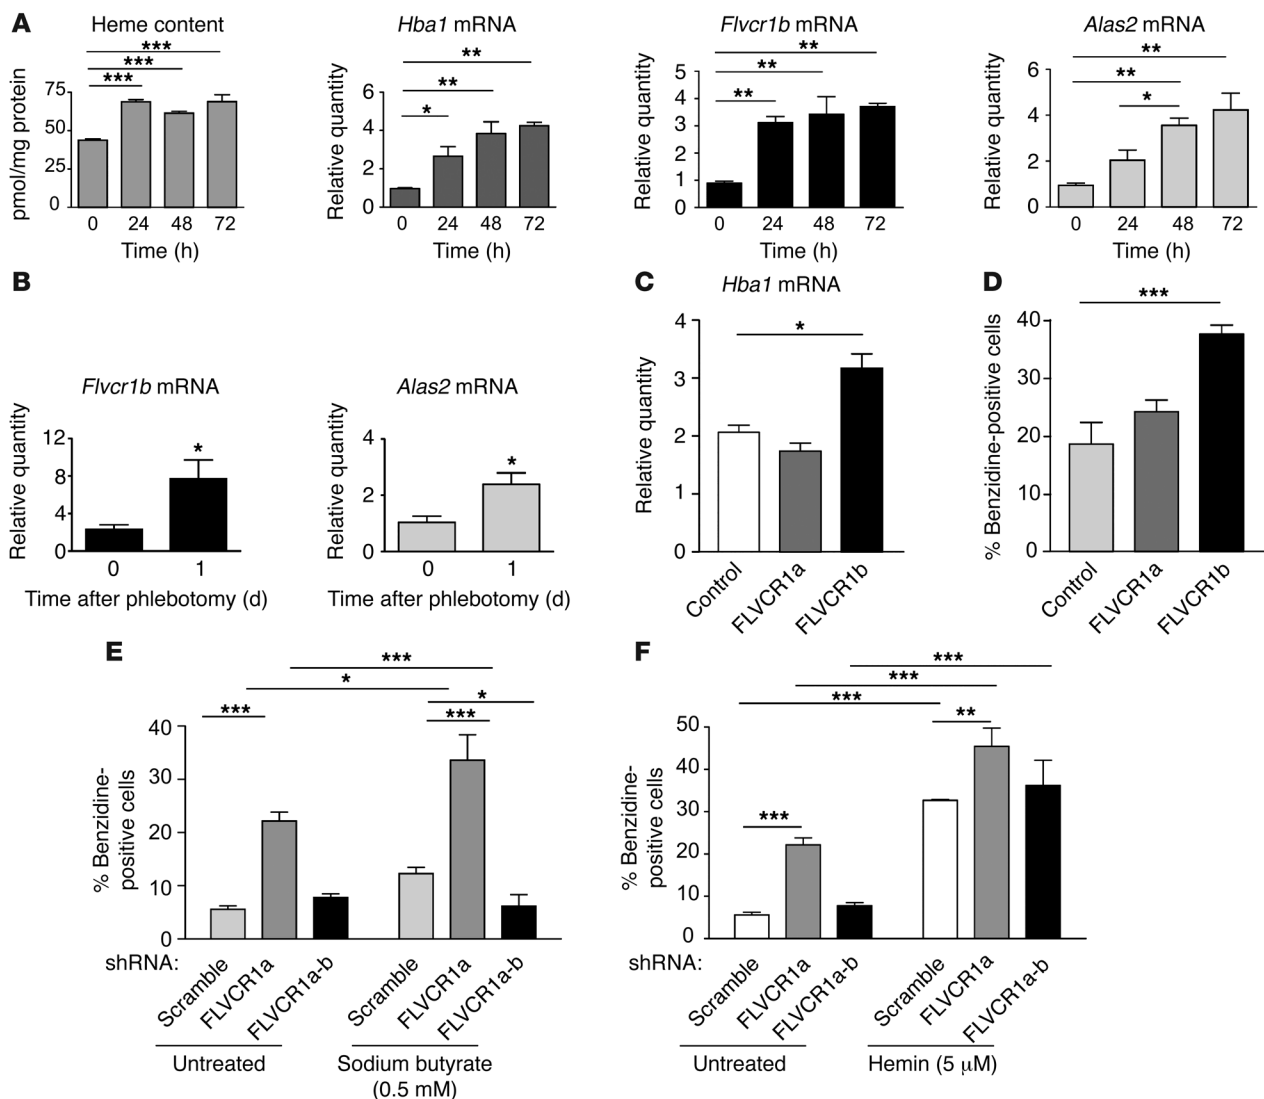 A
Heme content
***
***
***
pmol/mg protein
75
50
25
0
0 24 48 72
Time (h)
Hba1 mRNA
**
**
*
Relative quantity
6
4
2
0
0 24 48 72
Time (h)
Flvcr1b mRNA
**
**
**
Relative quantity
5
4
3
2
1
0
0 24 48 72
Time (h)
Alas2 mRNA
**
**
*
Relative quantity
6
4
2
0
0 24 48 72
Time (h)
B
Flvcr1b mRNA
Relative quantity
12
8
4
0
*
0 1
Time after phlebotomy (d)
Alas2 mRNA
Relative quantity
4
2
0
*
0 1
Time after phlebotomy (d)
C
Hba1 mRNA
*
Relative quantity
4
3
2
1
0
Control
FLVCR1a
FLVCR1b
D
***
% Benzidine-positive cells
40
30
20
10
0
Control
FLVCR1a
FLVCR1b
E
***
*
*
***
***
% Benzidine-
positive cells
40
30
20
10
0
shRNA:
Scramble
FLVCR1a
FLVCR1a-b
Scramble
FLVCR1a
FLVCR1a-b
Untreated
Sodium butyrate
(0.5 mM)
F
***
***
***
**
***
% Benzidine-
positive cells
50
40
30
20
10
0
shRNA:
Scramble
FLVCR1a
FLVCR1a-b
Scramble
FLVCR1a
FLVCR1a-b
Untreated
Hemin (5 μM)